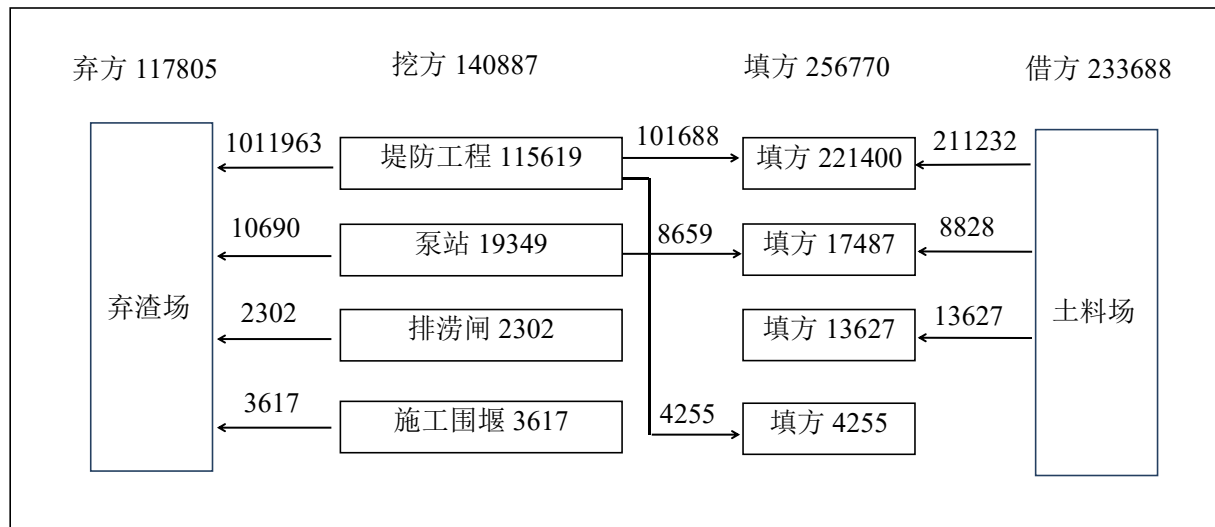 弃方 117805 挖方 140887 填方 256770 借方 233688
1011963 堤防工程 115619 101688 填方 221400 211232
10690 泵站 19349 8659 填方 17487 8828
弃渣场 2302 排涝闸 2302 填方 13627 13627 土料场
3617 施工围堰 3617 4255 填方 4255